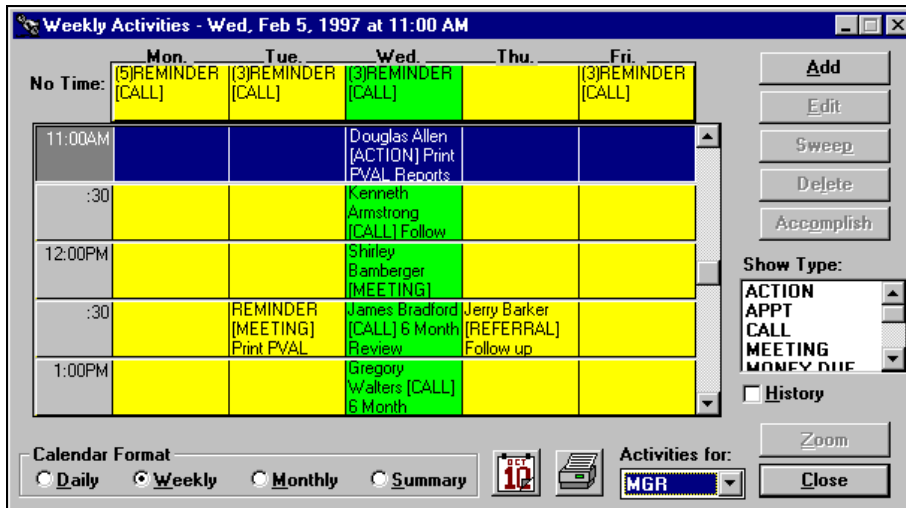 Weekly Activities - Wed, Feb 5, 1997 at 11:00 AM
Mon. Tue. Wed. Thu. Fri.
No Time:
(5)REMINDER
[CALL]
(3)REMINDER
[CALL]
(3)REMINDER
[CALL]
(3)REMINDER
[CALL]
11:00AM
Douglas Allen
[ACTION] Print
PVAL Reports
:30
Kenneth
Armstrong
[CALL] Follow
12:00PM
Shirley
Bamberger
[MEETING]
:30
REMINDER
[MEETING]
Print PVAL
James Bradford
[CALL] 6 Month
Review
Jerry Barker
[REFERRAL]
Follow up
1:00PM
Gregory
Walters [CALL]
6 Month
Add
Edit
Sweep
Delete
Accomplish
Show Type:
ACTION
APPT
CALL
MEETING
MONEY DUE
History
Zoom
Close
Calendar Format
Daily
Weekly
Monthly
Summary
OCT
Activities for:
MGR